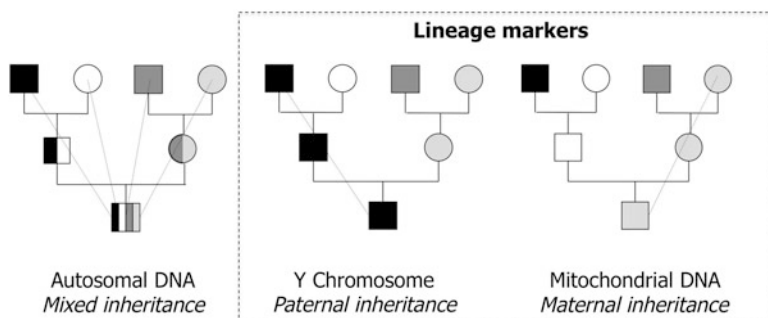 Lineage markers
Autosomal DNA
Mixed inheritance
Y Chromosome
Paternal inheritance
Mitochondrial DNA
Maternal inheritance